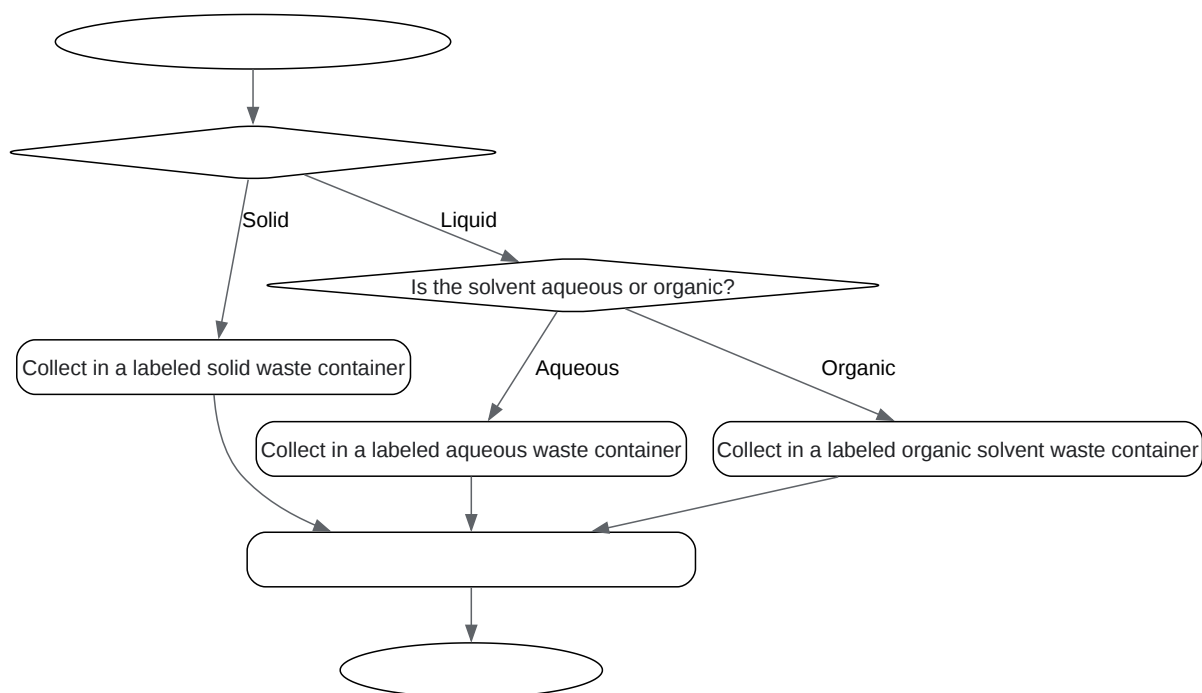 Solid
Liquid
Is the solvent aqueous or organic?
Collect in a labeled solid waste container
Aqueous
Organic
Collect in a labeled aqueous waste container
Collect in a labeled organic solvent waste container